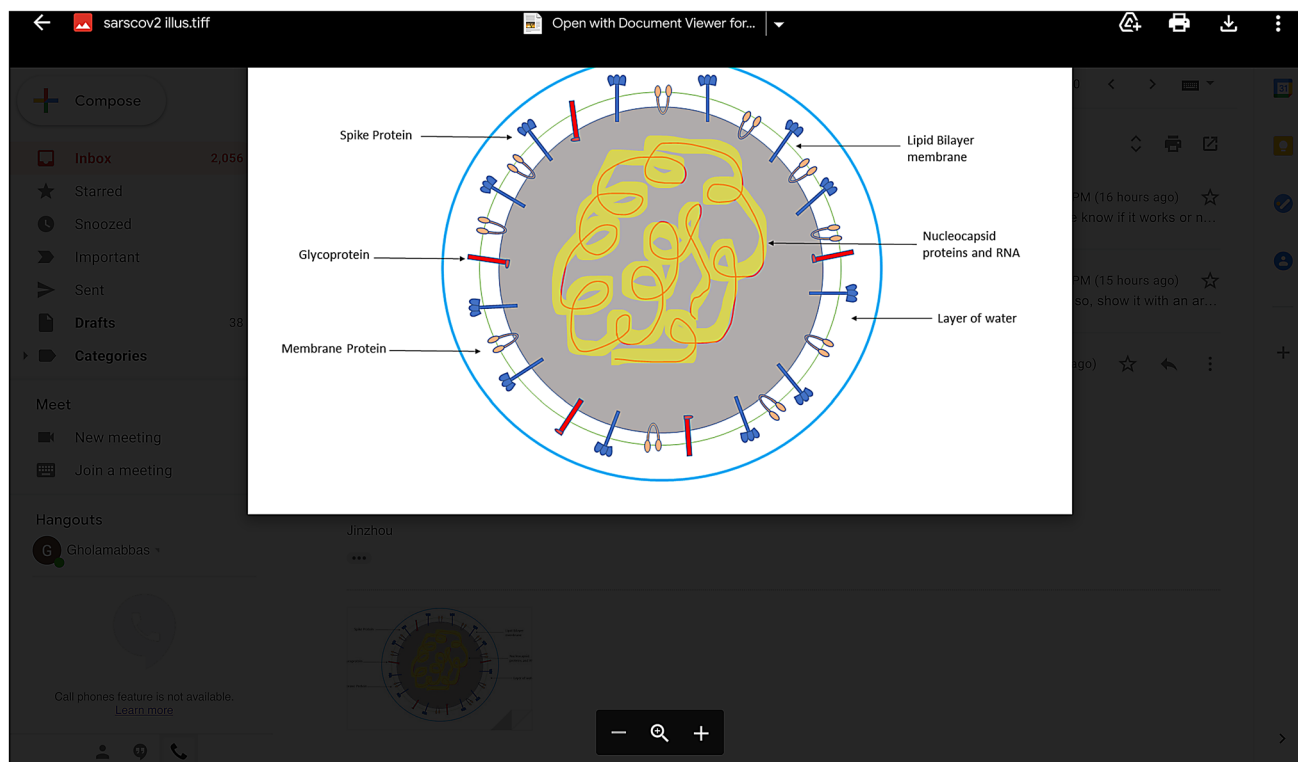 sarscov2 illus.tiff
Open with Document Viewer for...
Compose
Inbox 2,056
Starred
Snoozed
Important
Sent
Drafts 38
Categories
Meet
New meeting
Join a meeting
Hangouts
G Gholamabbas
Call phones feature is not available.
Learn more
Spike Protein
Glycoprotein
Membrane Protein
Lipid Bilayer
membrane
Nucleocapsid
proteins and RNA
Layer of water
PM (16 hours ago)
know if it works or n...
PM (15 hours ago)
so, show it with an ar...
ago)
Jinzhou
31